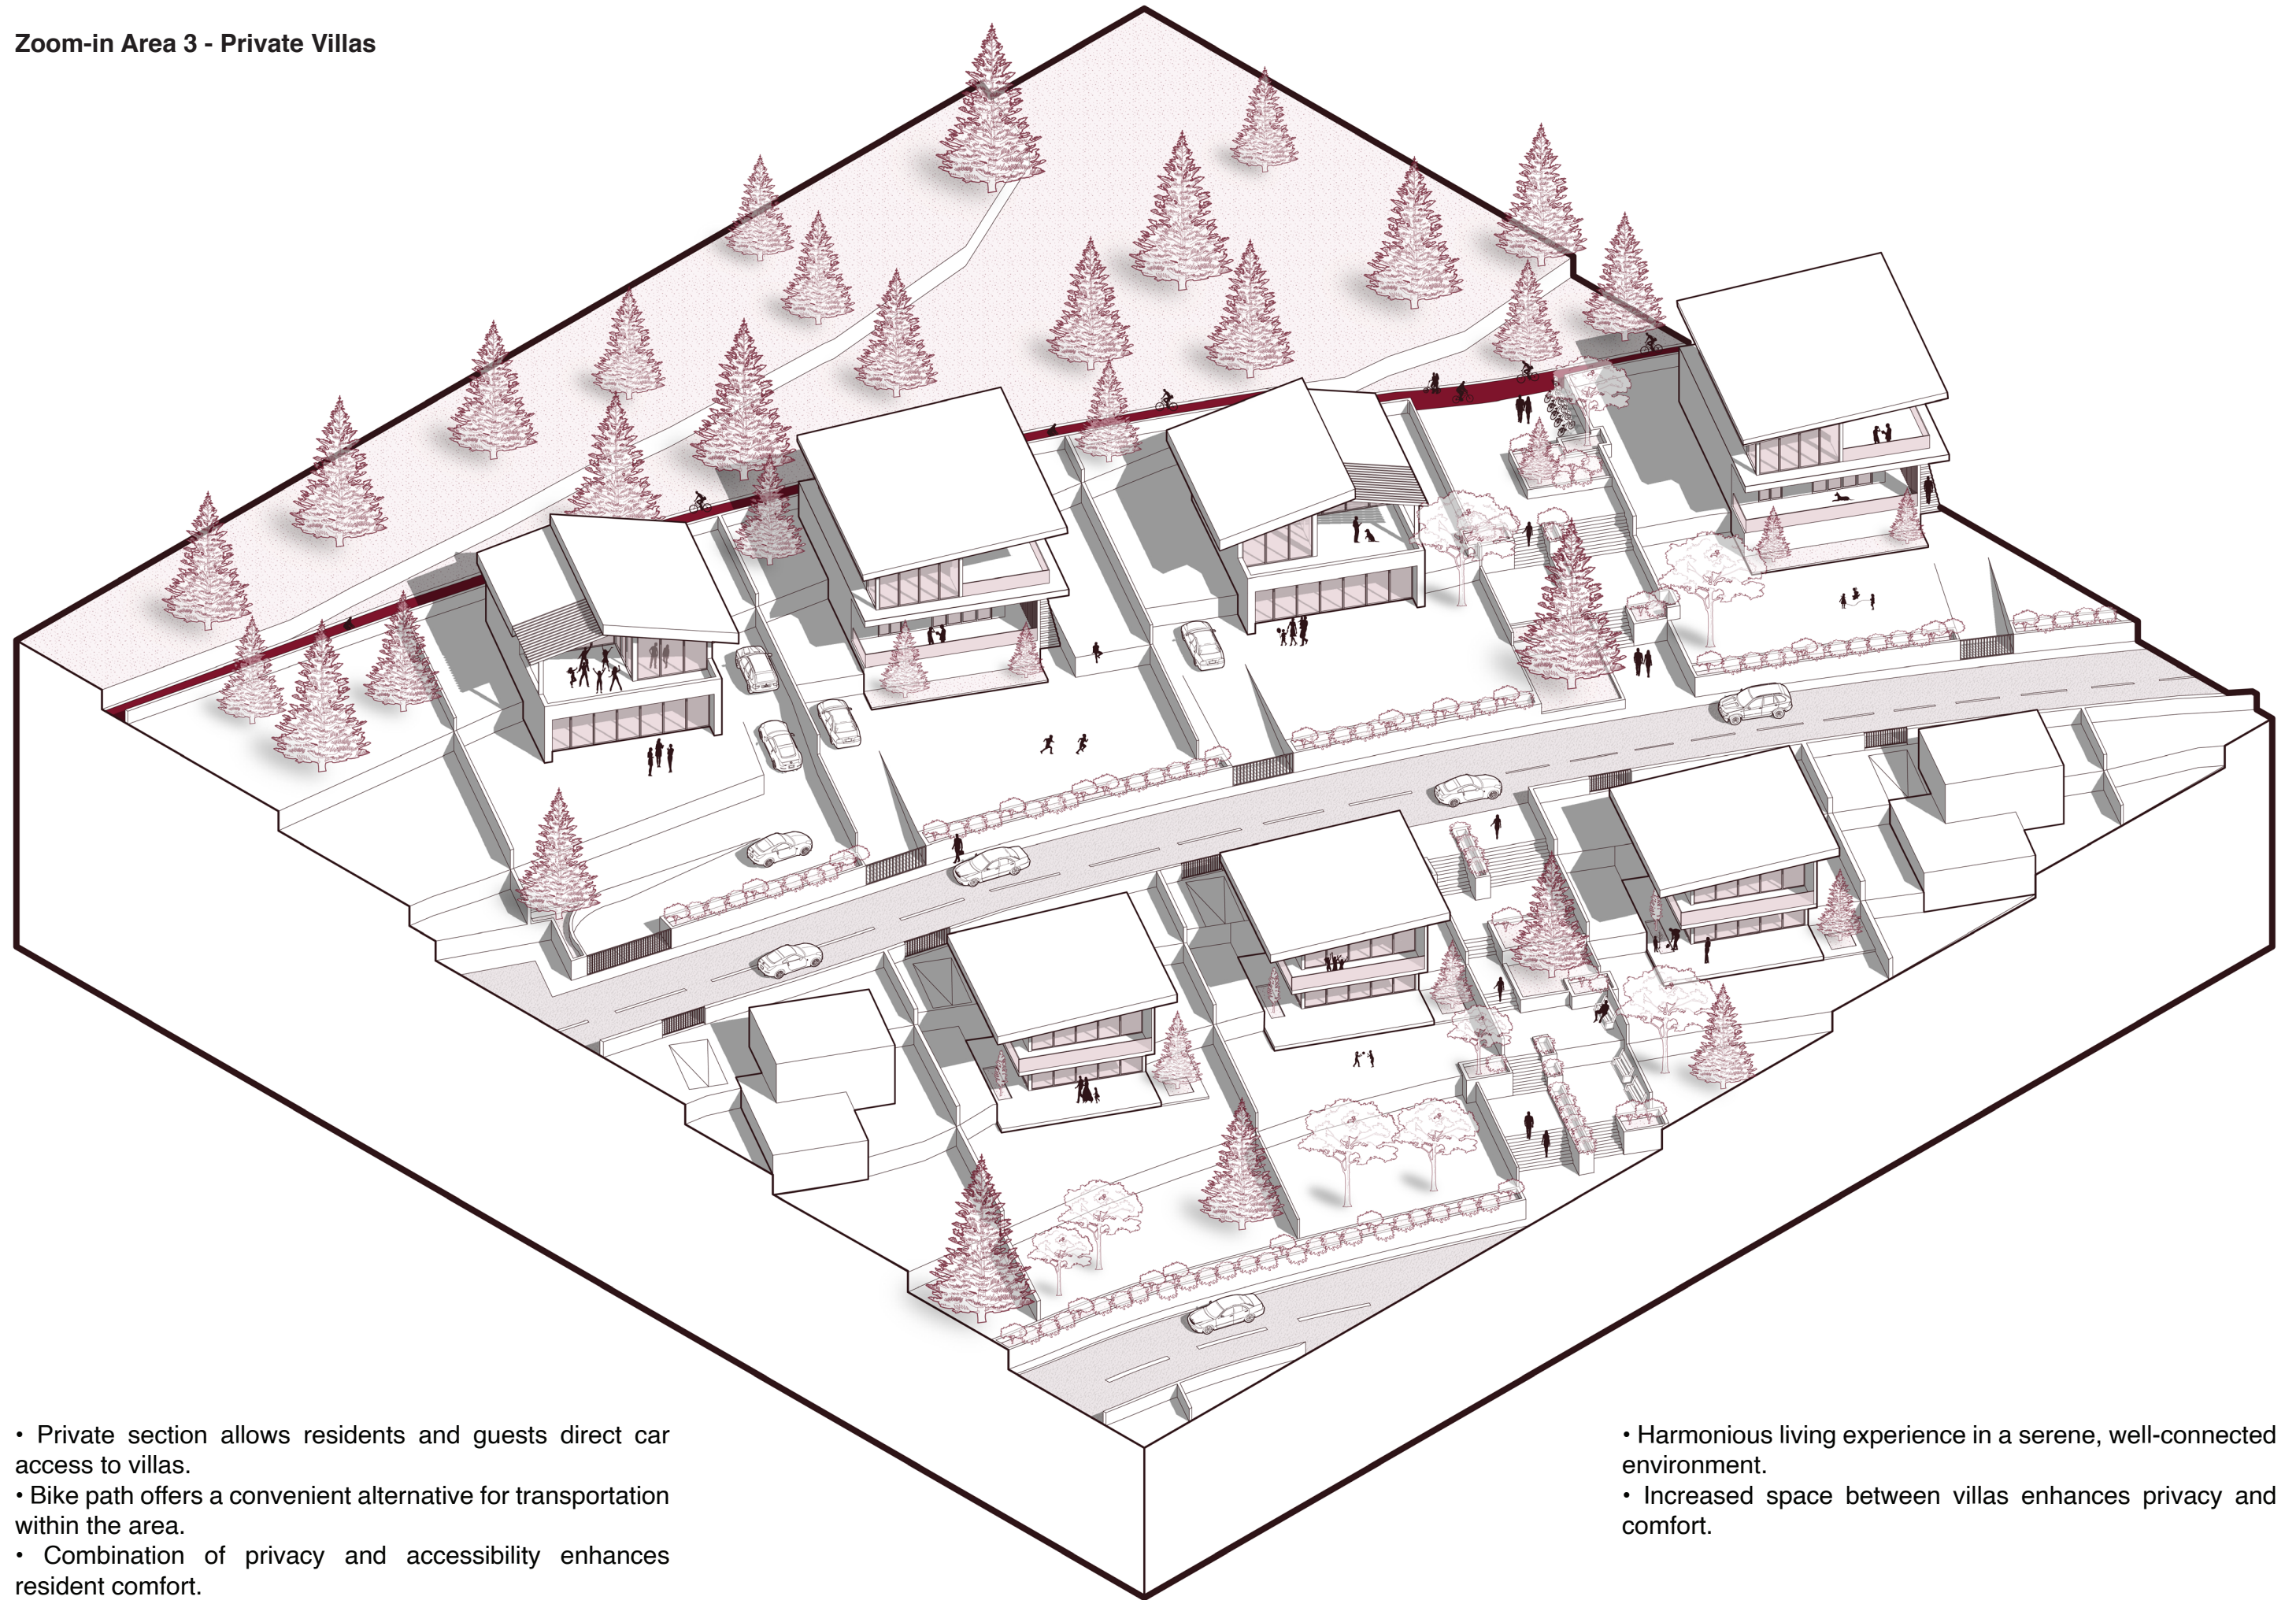 Zoom-in Area 3 - Private Villas
• Private section allows residents and guests direct car
access to villas.
• Bike path offers a convenient alternative for transportation
within the area.
• Combination of privacy and accessibility enhances
resident comfort.
• Harmonious living experience in a serene, well-connected
environment.
• Increased space between villas enhances privacy and
comfort.